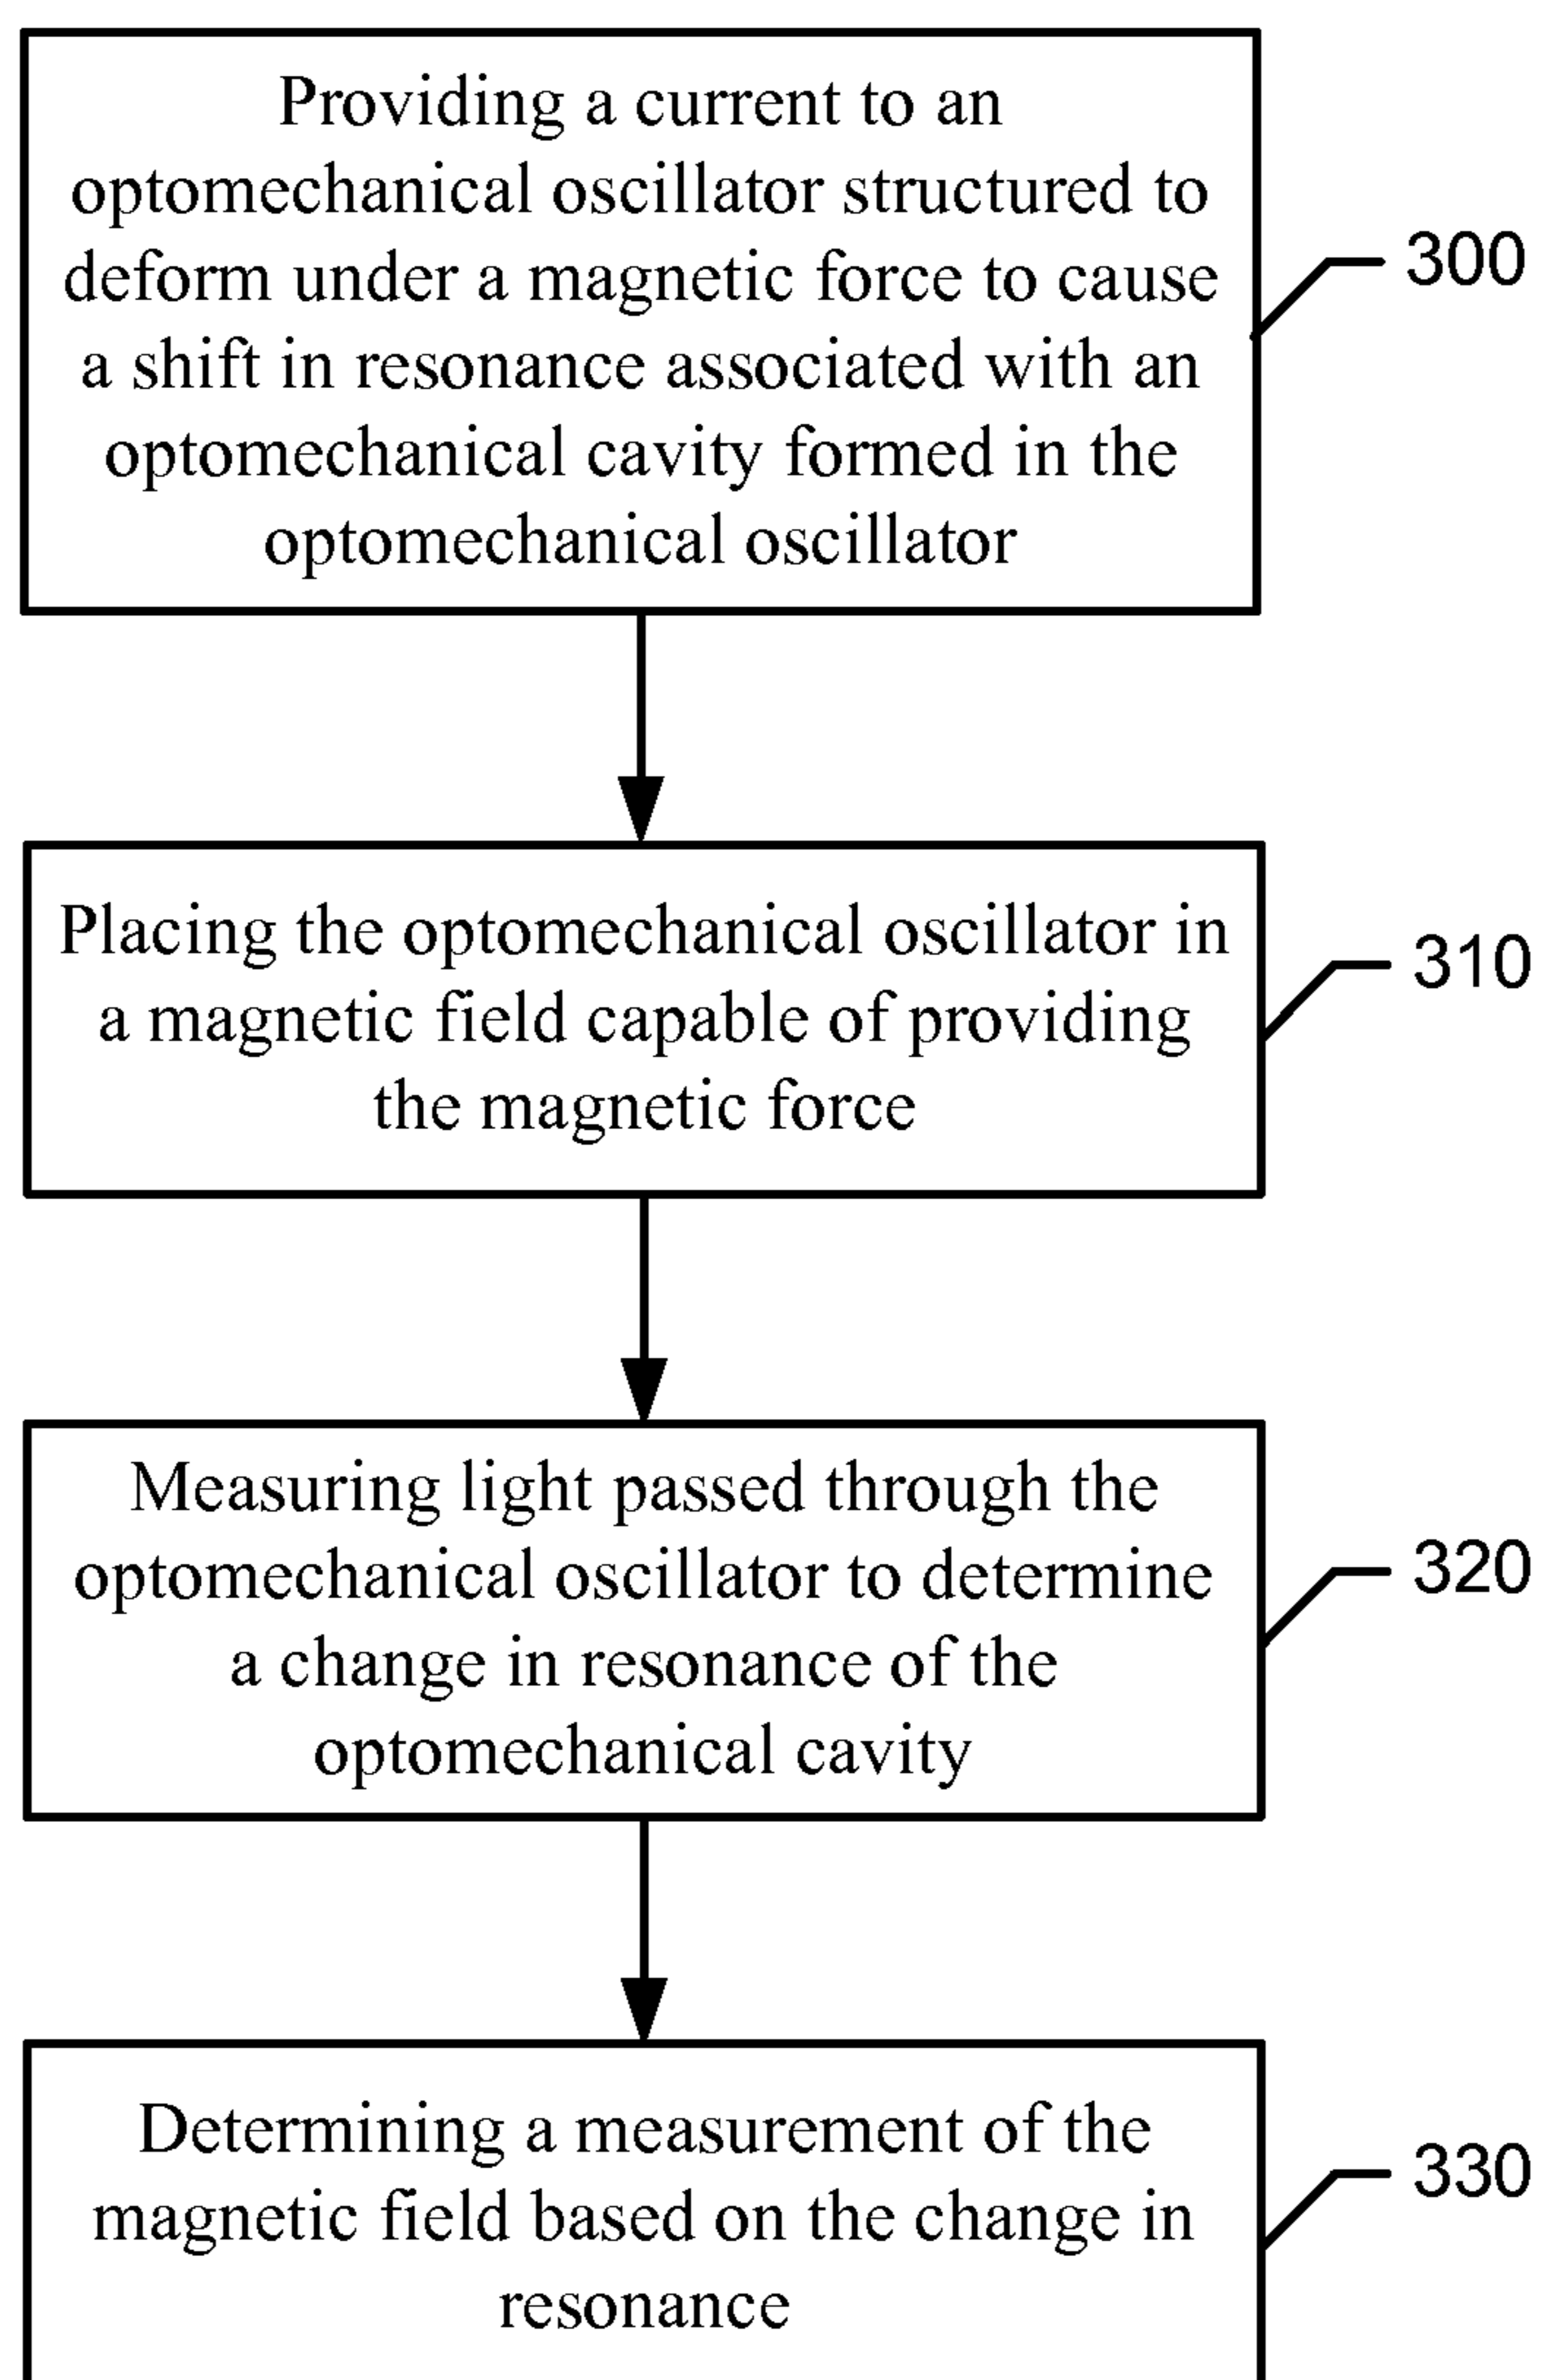 Providing a current to an
optomechanical oscillator structured to
deform under a magnetic force to cause
a shift in resonance associated with an
optomechanical cavity formed in the
optomechanical oscillator
300
Placing the optomechanical oscillator in
a magnetic field capable of providing
the magnetic force
310
Measuring light passed through the
optomechanical oscillator to determine
a change in resonance of the
optomechanical cavity
320
Determining a measurement of the
magnetic field based on the change in
resonance
330